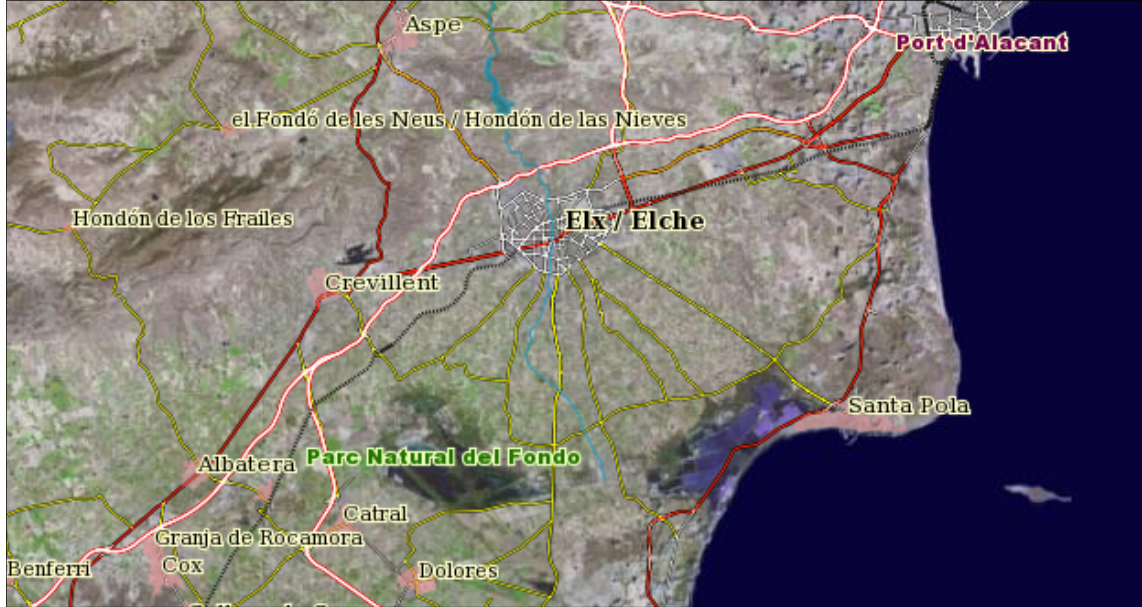 Aspe
Port d'Alacant
el Fondó de les Neus / Hondón de las Nieves
Hondón de los Frailes
Elx / Elche
Crevillent
Santa Pola
Albatera
Parc Natural del Fondo
Catral
Granja de Rocamora
Benferri
Cox
Dolores